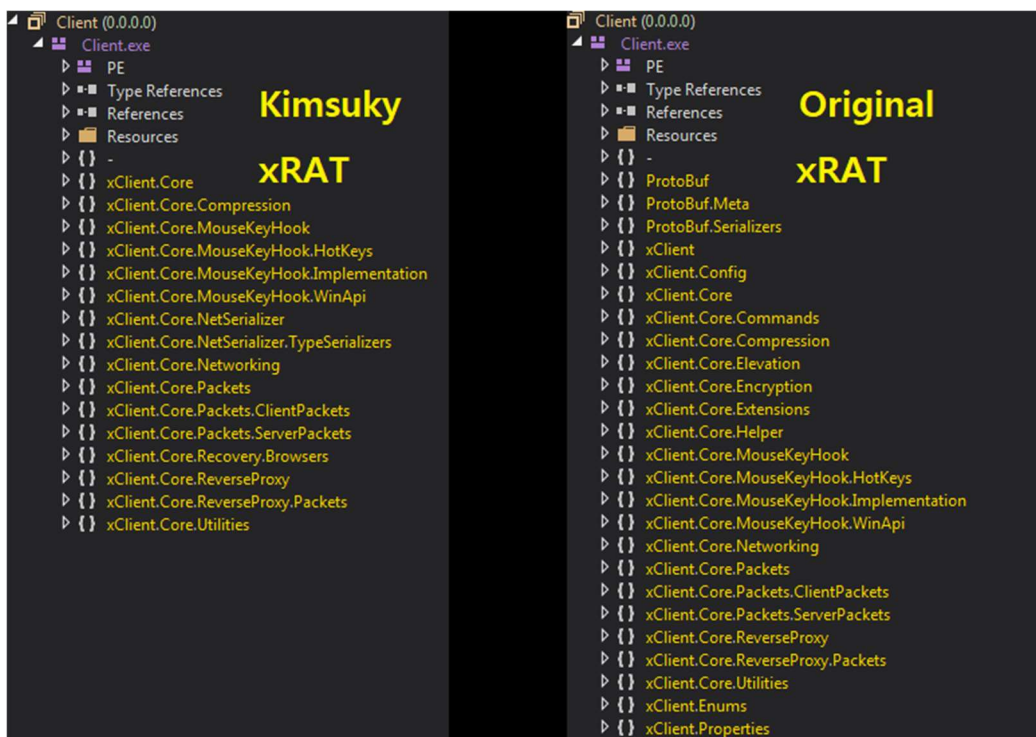 Client (0.0.0.0)
Client.exe
PE
Type References
References
Resources
{ } -
{ } xClient.Core
{ } xClient.Core.Compression
{ } xClient.Core.MouseKeyHook
{ } xClient.Core.MouseKeyHook.HotKeys
{ } xClient.Core.MouseKeyHook.Implementation
{ } xClient.Core.MouseKeyHook.WinApi
{ } xClient.Core.NetSerializer
{ } xClient.Core.NetSerializer.TypeSerializers
{ } xClient.Core.Networking
{ } xClient.Core.Packets
{ } xClient.Core.Packets.ClientPackets
{ } xClient.Core.Packets.ServerPackets
{ } xClient.Core.Recovery.Browsers
{ } xClient.Core.ReverseProxy
{ } xClient.Core.ReverseProxy.Packets
{ } xClient.Core.Utilities
Kimsuky
xRAT
Client (0.0.0.0)
Client.exe
PE
Type References
References
Resources
{ } -
{ } ProtoBuf
{ } ProtoBuf.Meta
{ } ProtoBuf.Serializers
{ } xClient
{ } xClient.Config
{ } xClient.Core
{ } xClient.Core.Commands
{ } xClient.Core.Compression
{ } xClient.Core.Elevation
{ } xClient.Core.Encryption
{ } xClient.Core.Extensions
{ } xClient.Core.Helper
{ } xClient.Core.MouseKeyHook
{ } xClient.Core.MouseKeyHook.HotKeys
{ } xClient.Core.MouseKeyHook.Implementation
{ } xClient.Core.MouseKeyHook.WinApi
{ } xClient.Core.Networking
{ } xClient.Core.Packets
{ } xClient.Core.Packets.ClientPackets
{ } xClient.Core.Packets.ServerPackets
{ } xClient.Core.ReverseProxy
{ } xClient.Core.ReverseProxy.Packets
{ } xClient.Core.Utilities
{ } xClient.Enums
{ } xClient.Properties
Original
xRAT